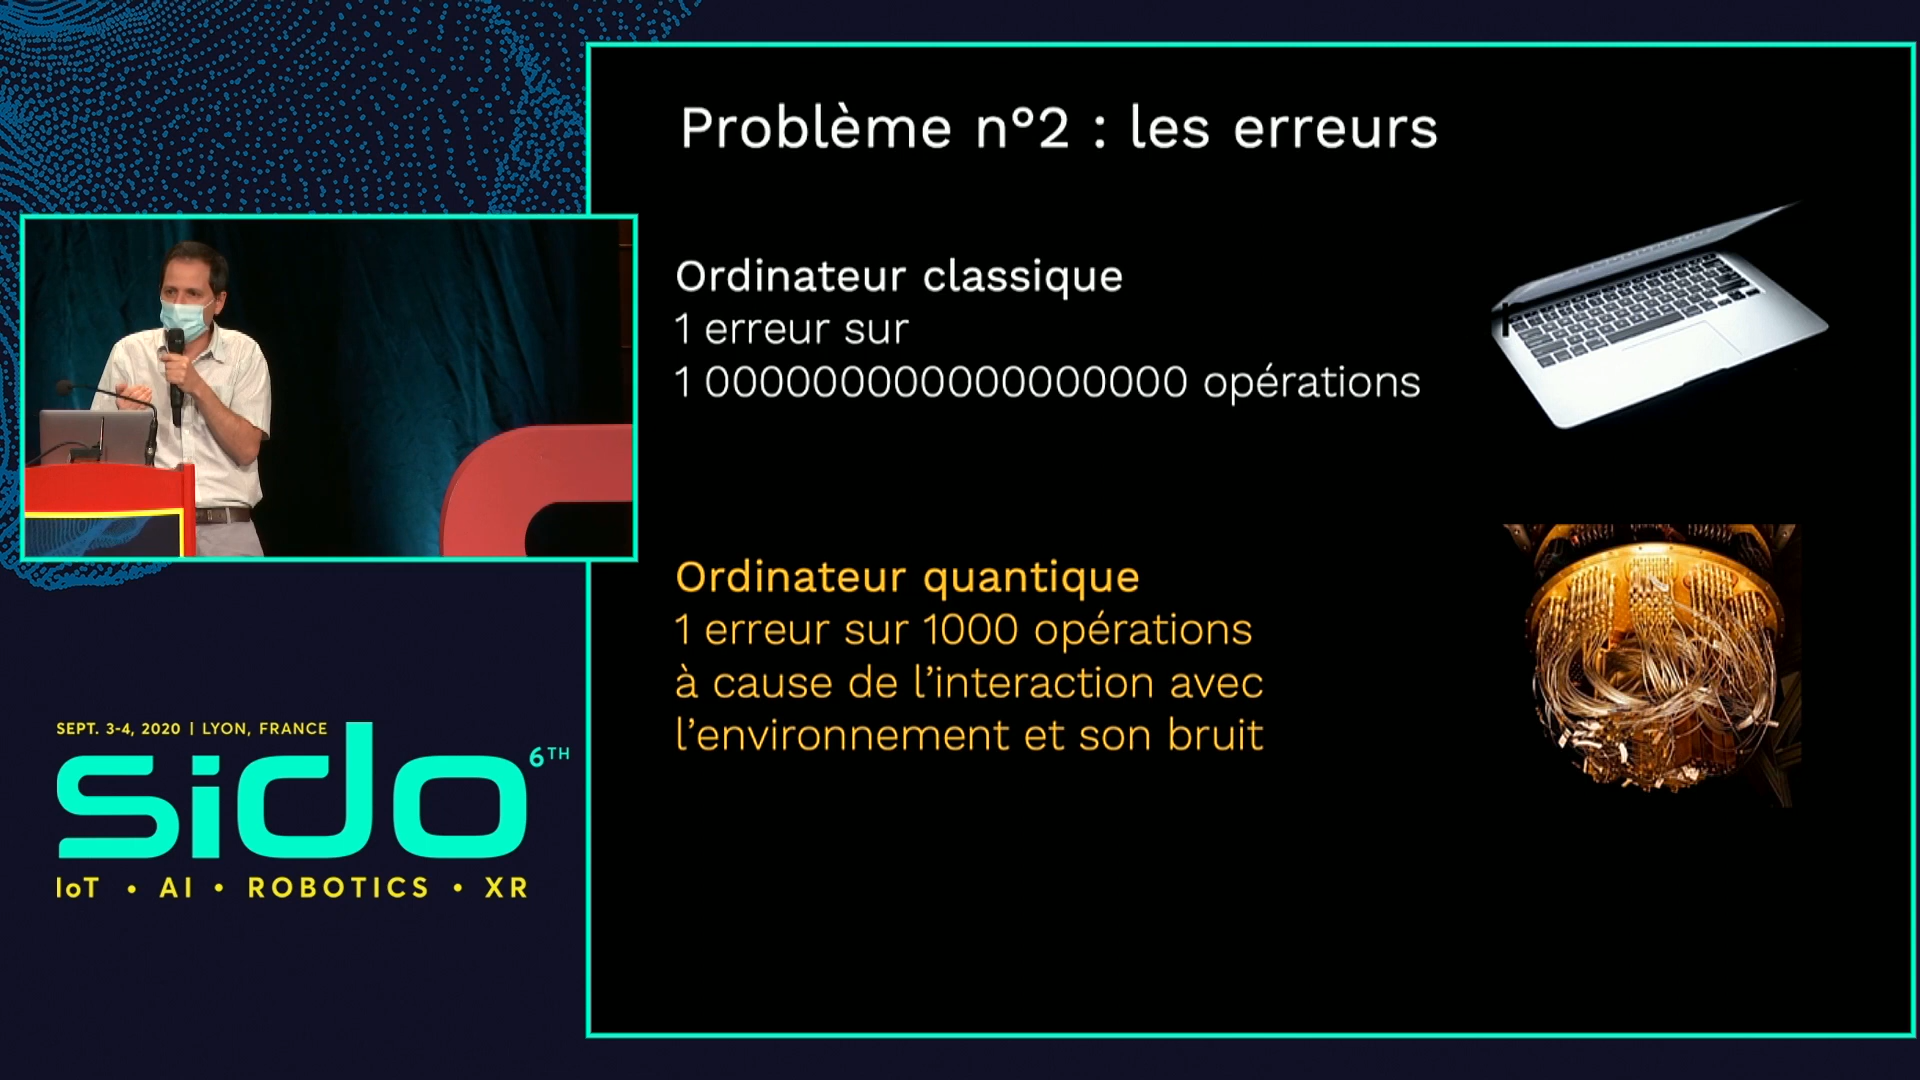 Problème n°2 : les erreurs
Ordinateur classique
1 erreur sur
1 000000000000000000 opérations
Ordinateur quantique
1 erreur sur 1000 opérations
à cause de l’interaction avec
l’environnement et son bruit
SEPT. 3-4, 2020 | LYON, FRANCE
sido 6TH
IoT • AI • ROBOTICS • XR